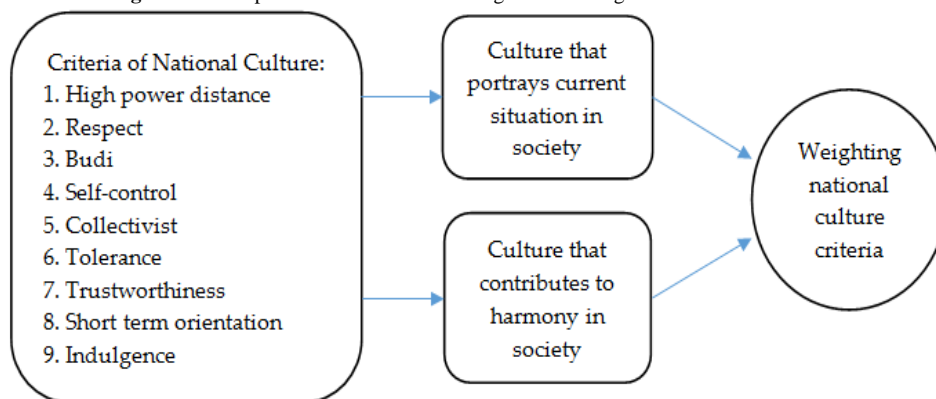 Criteria of National Culture:
1. High power distance
2. Respect
3. Budi
4. Self-control
5. Collectivist
6. Tolerance
7. Trustworthiness
8. Short term orientation
9. Indulgence
Culture that
portrays current
situation in
society
Culture that
contributes to
harmony in
society
Weighting
national
culture
criteria